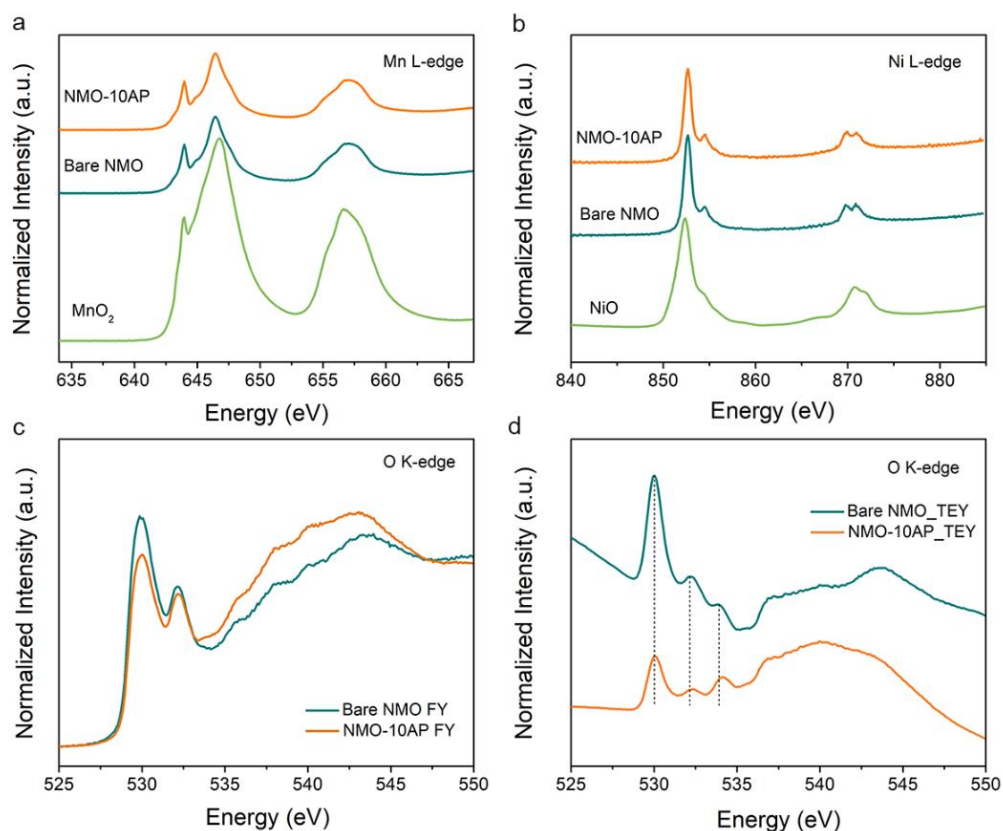 a
Normalized Intensity (a.u.)
Mn L-edge
NMO-10AP
Bare NMO
MnO₂
635 640 645 650 655 660 665
Energy (eV)
b
Normalized Intensity (a.u.)
Ni L-edge
NMO-10AP
Bare NMO
NiO
840 850 860 870 880
Energy (eV)
c
Normalized Intensity (a.u.)
O K-edge
Bare NMO FY
NMO-10AP FY
525 530 535 540 545 550
Energy (eV)
d
Normalized Intensity (a.u.)
O K-edge
Bare NMO_TEY
NMO-10AP_TEY
525 530 535 540 545 550
Energy (eV)